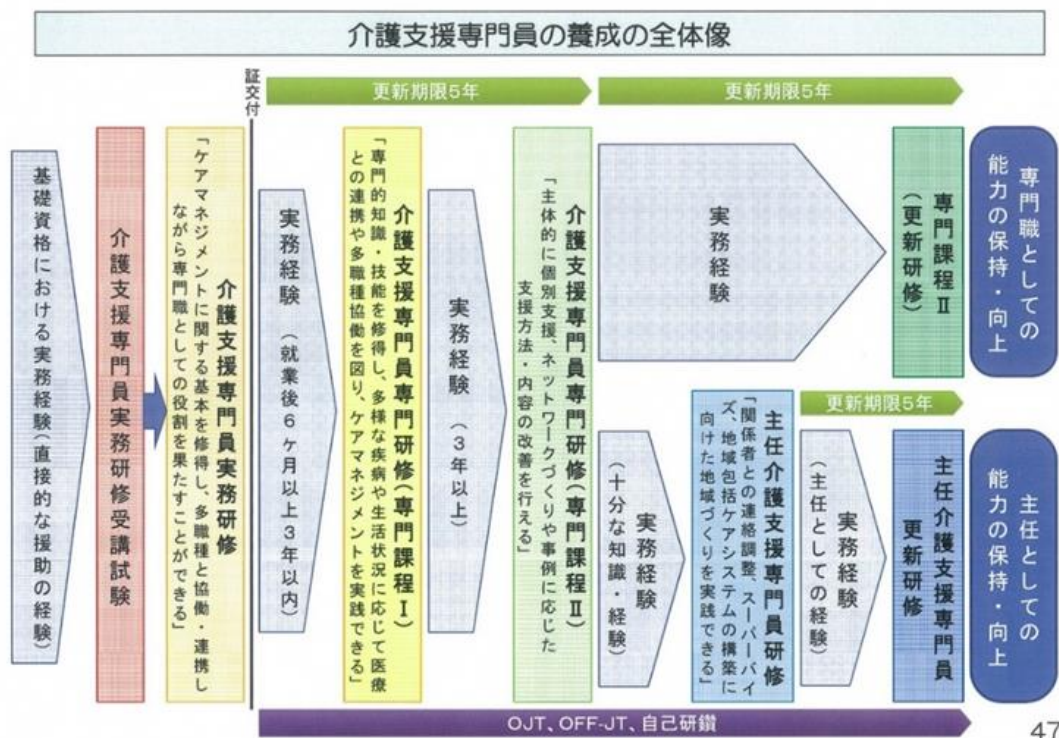 介護支援専門員の養成の全体像
基礎資格における実務経験(直接的な援助の経験)
介護支援専門員実務研修受講試験
介護支援専門員実務研修
「ケアマネジメントに関する基本を修得し、多職種と協働・連携し
ながら専門職としての役割を果たすことができる」
証交付
更新期限5年
実務経験
(就業後6ヶ月以上3年以内)
介護支援専門員専門研修(専門課程Ⅰ)
「専門的知識・技能を修得し、多様な疾病や生活状況に応じて医療
との連携や多職種協働を図り、ケアマネジメントを実践できる」
実務経験
(3年以上)
介護支援専門員専門研修(専門課程Ⅱ)
「主体的に個別支援、ネットワークづくりや事例に応じた
支援方法・内容の改善を行える」
更新期限5年
実務経験
専門課程Ⅱ
(更新研修)
専門職としての
能力の保持・向上
実務経験
(十分な知識・経験)
主任介護支援専門員研修
「関係者との連絡調整、スーパーバイ
ズ、地域包括ケアシステムの構築に
向けた地域づくりを実践できる」
更新期限5年
実務経験
(主任としての経験)
主任介護支援専門員
更新研修
主任としての
能力の保持・向上
OJT、OFF-JT、自己研鑽
47